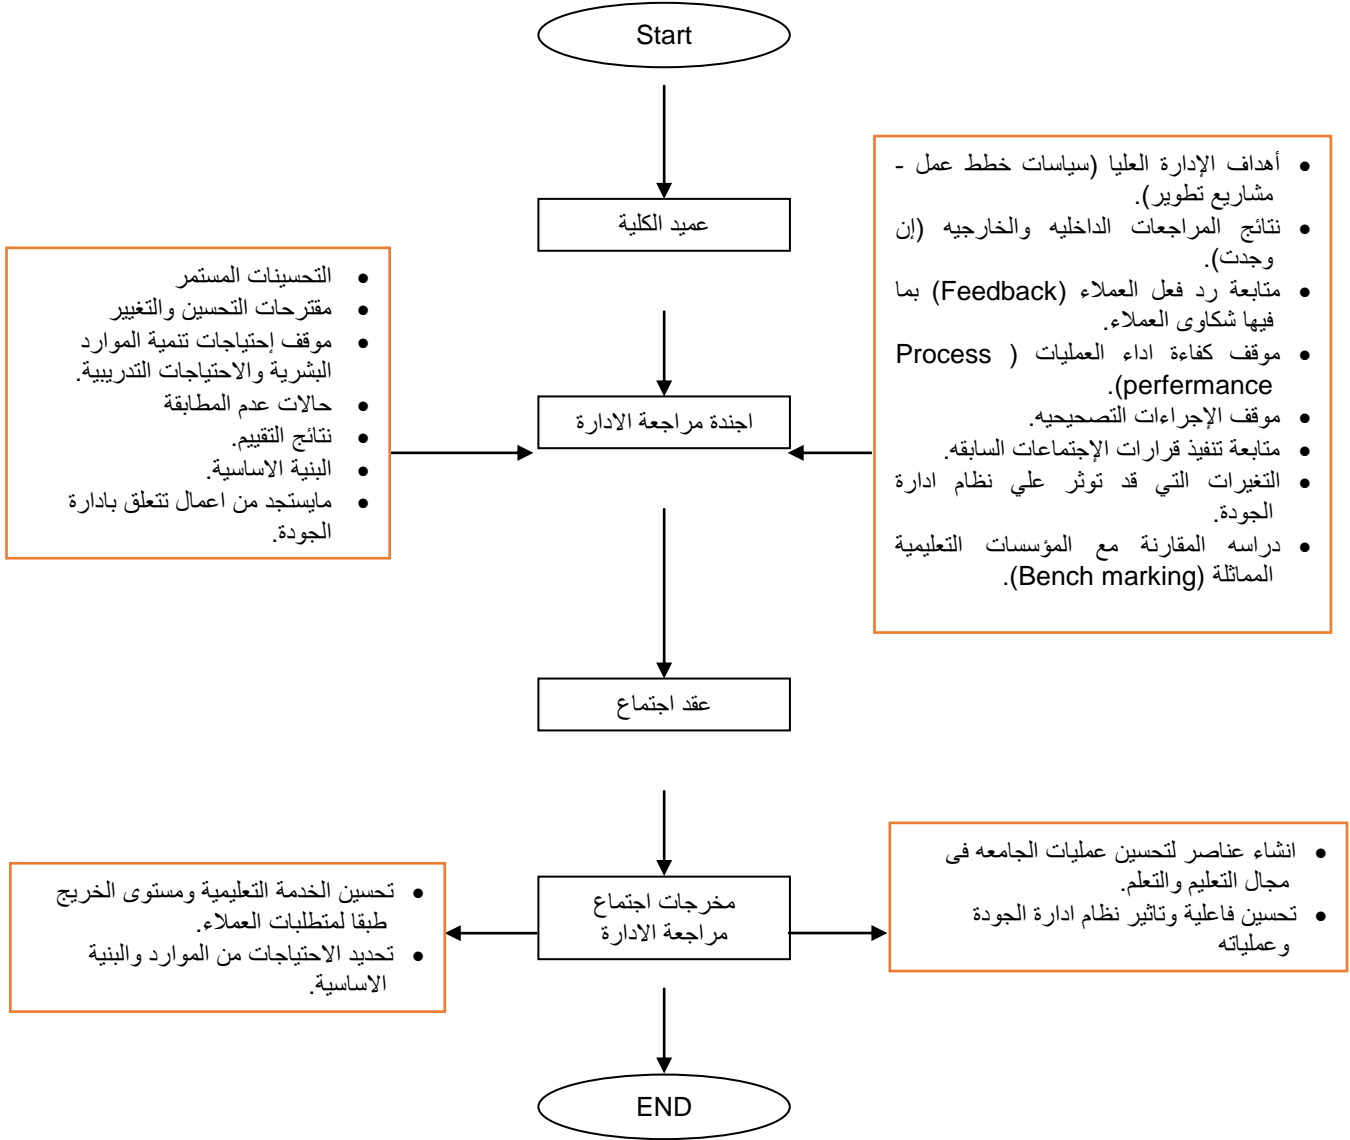 Start
عميد الكلية
• أهداف الإدارة العليا (سياسات خطط عمل -
مشاريع تطوير).
• نتائج المراجعات الداخليه والخارجيه (إن
وجدت).
• متابعة رد فعل العملاء (Feedback) بما
فيها شكاوى العملاء.
• موقف كفاءة اداء العمليات ( Process
perfermance).
• موقف الإجراءات التصحيحيه.
• متابعة تنفيذ قرارات الإجتماعات السابقه.
• التغيرات التي قد توثر علي نظام ادارة
الجودة.
• دراسه المقارنة مع المؤسسات التعليمية
المماثلة (Bench marking).
اجندة مراجعة الادارة
• التحسينات المستمر
• مقترحات التحسين والتغيير
• موقف إحتياجات تنمية الموارد
البشرية والاحتياجات التدريبية.
• حالات عدم المطابقة
• نتائج التقييم.
• البنية الاساسية.
• مايستجد من اعمال تتعلق بادارة
الجودة.
عقد اجتماع
• انشاء عناصر لتحسين عمليات الجامعه فى
مجال التعليم والتعلم.
• تحسين فاعلية وتاثير نظام ادارة الجودة
وعملياته
مخرجات اجتماع
مراجعة الادارة
• تحسين الخدمة التعليمية ومستوى الخريج
طبقا لمتطلبات العملاء.
• تحديد الاحتياجات من الموارد والبنية
الاساسية.
END